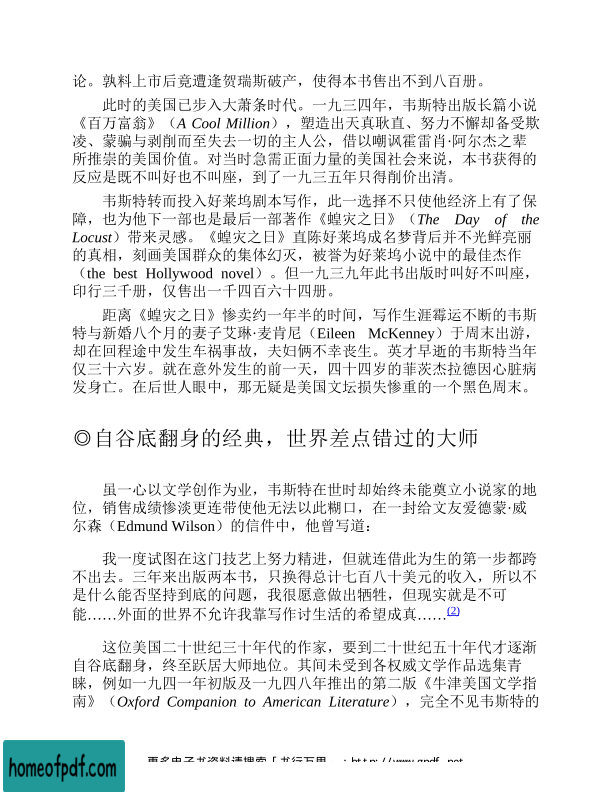 论。孰料上市后竟遭逢贺瑞斯破产，使得本书售出不到八百册。
此时的美国已步入大萧条时代。一九三四年，韦斯特出版长篇小说
《百万富翁》（A Cool Million），塑造出天真耿直、努力不懈却备受欺
凌、蒙骗与剥削而至失去一切的主人公，借以嘲讽霍雷肖·阿尔杰之辈
所推崇的美国价值。对当时急需正面力量的美国社会来说，本书获得的
反应是既不叫好也不叫座，到了一九三五年只得削价出清。
韦斯特转而投入好莱坞剧本写作，此一选择不只使他经济上有了保
障，也为他下一部也是最后一部著作《蝗灾之日》（The Day of the
Locust）带来灵感。《蝗灾之日》直陈好莱坞成名梦背后并不光鲜亮丽
的真相，刻画美国群众的集体幻灭，被誉为好莱坞小说中的最佳杰作
（the best Hollywood novel）。但一九三九年此书出版时叫好不叫座，
印行三千册，仅售出一千四百六十四册。
距离《蝗灾之日》惨卖约一年半的时间，写作生涯霉运不断的韦斯
特与新婚八个月的妻子艾琳·麦肯尼（Eileen McKenney）于周末出游，
却在回程途中发生车祸事故，夫妇俩不幸丧生。英才早逝的韦斯特当年
仅三十六岁。就在意外发生的前一天，四十四岁的菲茨杰拉德因心脏病
发身亡。在后世人眼中，那无疑是美国文坛损失惨重的一个黑色周末。
◎自谷底翻身的经典，世界差点错过的大师
虽一心以文学创作为业，韦斯特在世时却始终未能奠立小说家的地
位，销售成绩惨淡更连带使他无法以此糊口，在一封给文友爱德蒙·威
尔森（Edmund Wilson）的信件中，他曾写道：
我一度试图在这门技艺上努力精进，但就连借此为生的第一步都跨
不出去。三年来出版两本书，只换得总计七百八十美元的收入，所以不
是什么能否坚持到底的问题，我很愿意做出牺牲，但现实就是不可
能……外面的世界不允许我靠写作讨生活的希望成真……(2)
这位美国二十世纪三十年代的作家，要到二十世纪五十年代才逐渐
自谷底翻身，终至跃居大师地位。其间未受到各权威文学作品选集青
睐，例如一九四一年初版及一九四八年推出的第二版《牛津美国文学指
南》（Oxford Companion to American Literature），完全不见韦斯特的
homeofpdf.com